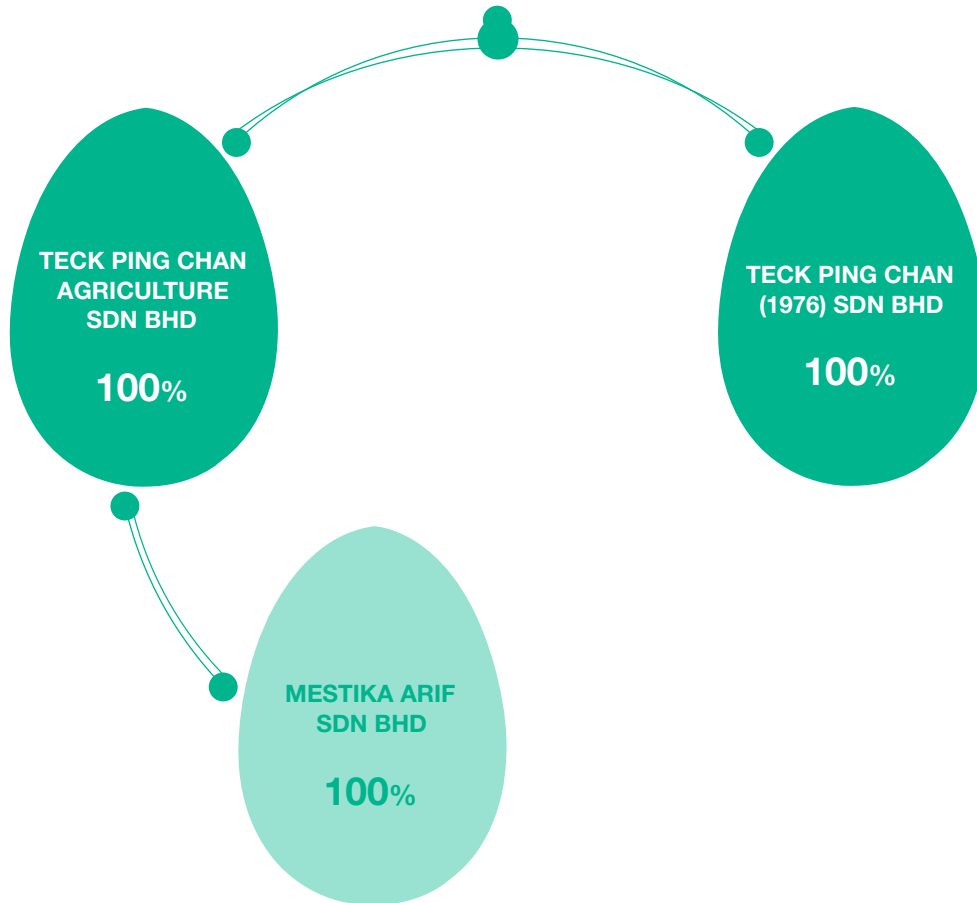 TECK PING CHAN
AGRICULTURE
SDN BHD
100%
TECK PING CHAN
(1976) SDN BHD
100%
MESTIKA ARIF
SDN BHD
100%